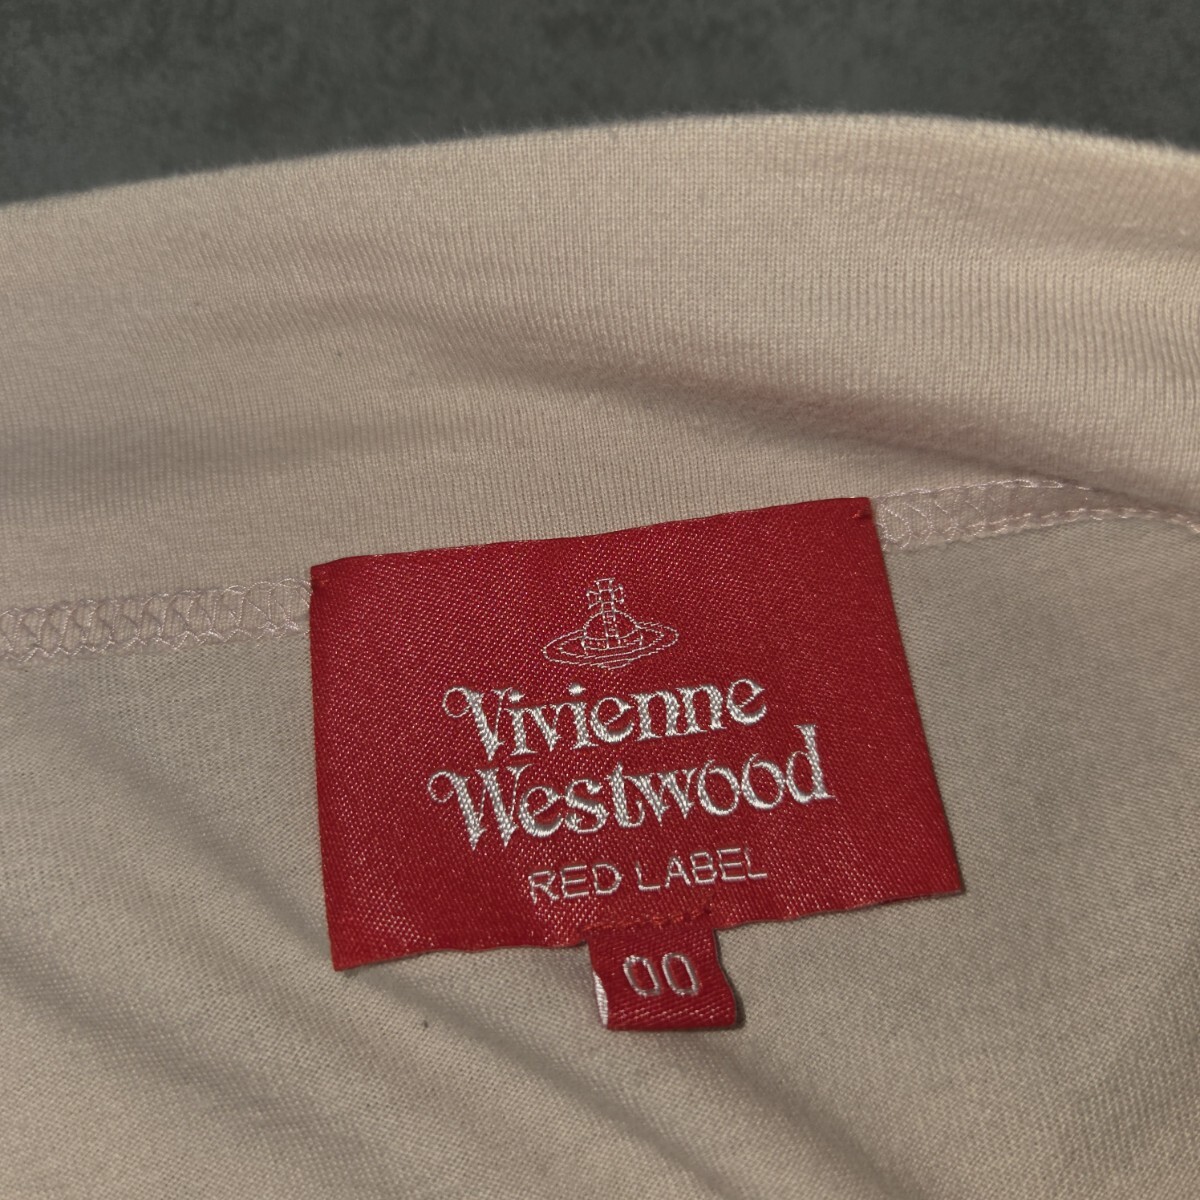 Vivienne
Westwood
RED LABEL
00